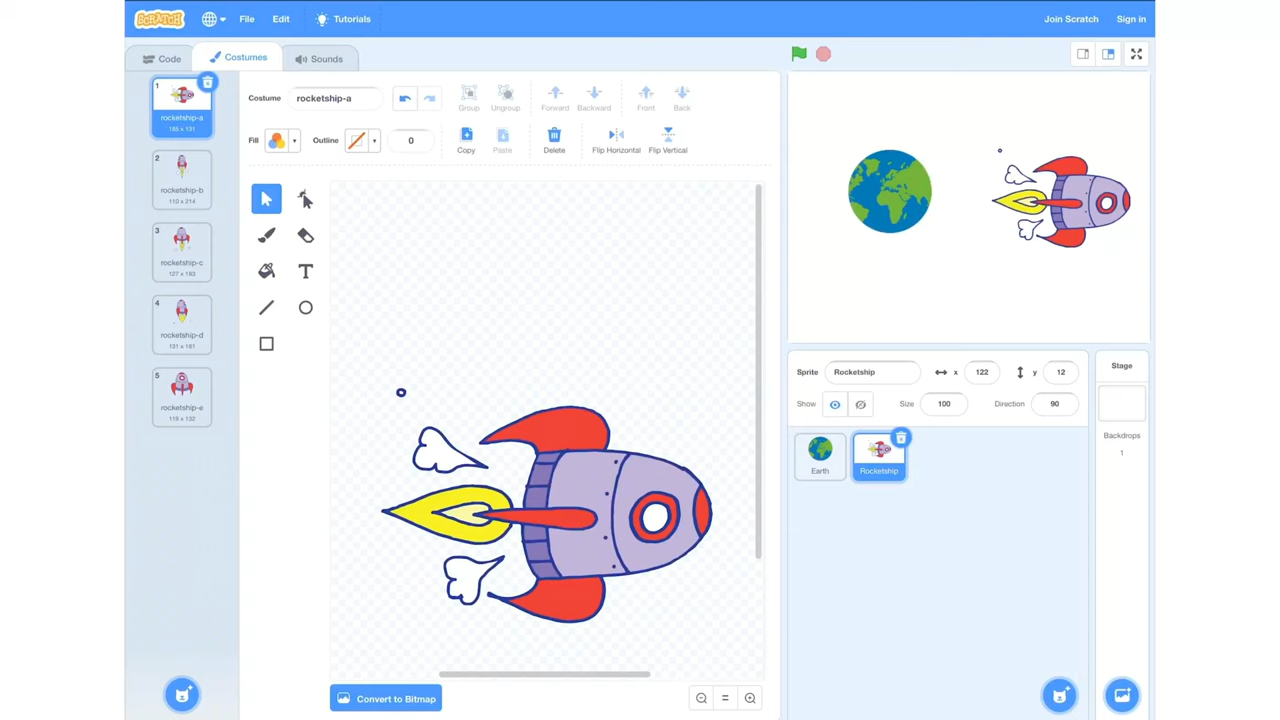 SCRATCH
File
Edit
Tutorials
Join Scratch
Sign in
Code
Costumes
Sounds
1
rocketship-a
165 x 131
2
rocketship-b
110 x 214
3
rocketship-c
127 x 193
4
rocketship-d
131 x 161
5
rocketship-e
119 x 132
Costume
rocketship-a
Group
Ungroup
Forward
Backward
Front
Back
Fill
Outline
0
Copy
Paste
Delete
Flip Horizontal
Flip Vertical
T
Convert to Bitmap
Sprite
Rocketship
x
122
y
12
Show
Size
100
Direction
90
Earth
Rocketship
Stage
Backdrops
1